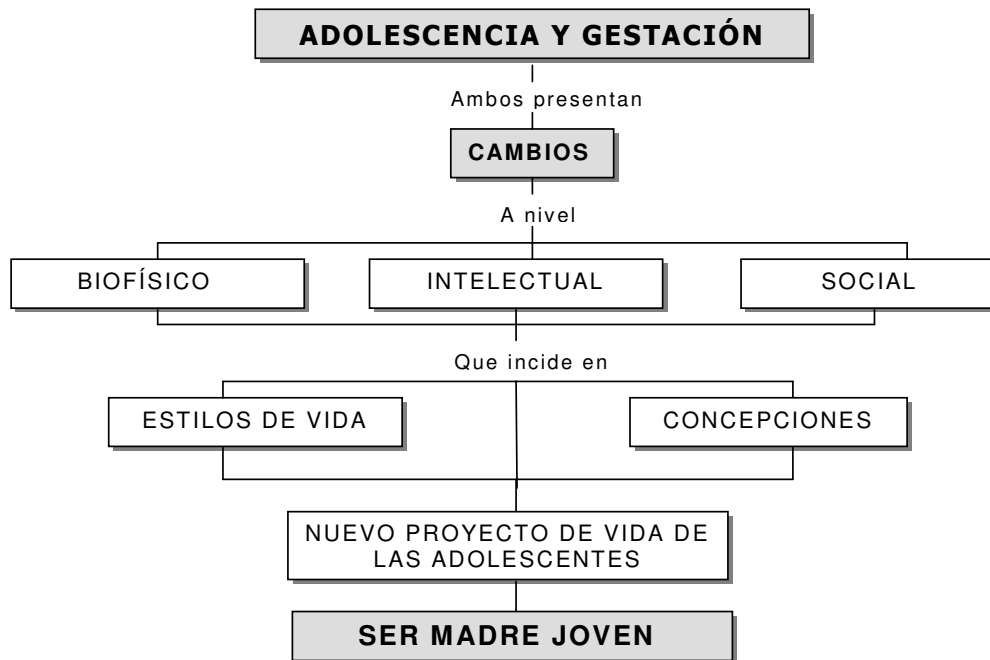 ADOLESCENCIA Y GESTACIÓN
Ambos presentan
CAMBIOS
A nivel
BIOFÍSICO
INTELECTUAL
SOCIAL
Que incide en
ESTILOS DE VIDA
CONCEPCIONES
NUEVO PROYECTO DE VIDA DE
LAS ADOLESCENTES
SER MADRE JOVEN